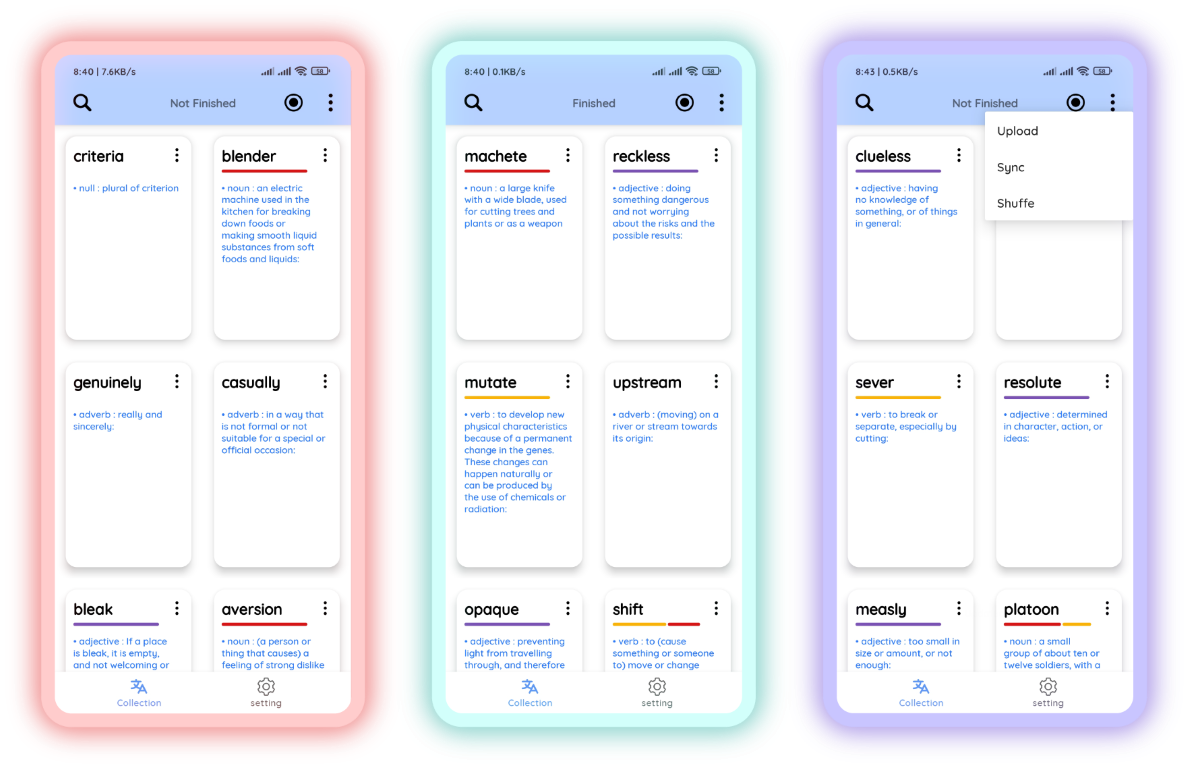 8:40 | 7.6KB/s
58
Not Finished
criteria
• null : plural of criterion
blender
• noun : an electric
machine used in the
kitchen for breaking
down foods or
making smooth liquid
substances from soft
foods and liquids:
genuinely
• adverb : really and
sincerely:
casually
• adverb : in a way that
is not formal or not
suitable for a special or
official occasion:
bleak
• adjective : If a place
is bleak, it is empty,
and not welcoming or
aversion
• noun : (a person or
thing that causes) a
feeling of strong dislike
Collection
setting
8:40 | 0.1KB/s
58
Finished
machete
• noun : a large knife
with a wide blade, used
for cutting trees and
plants or as a weapon
reckless
• adjective : doing
something dangerous
and not worrying
about the risks and the
possible results:
mutate
• verb : to develop new
physical characteristics
because of a permanent
change in the genes.
These changes can
happen naturally or
can be produced by
the use of chemicals or
radiation:
upstream
• adverb : (moving) on a
river or stream towards
its origin:
opaque
• adjective : preventing
light from travelling
through, and therefore
shift
• verb : to (cause
something or someone
to) move or change
Collection
setting
8:43 | 0.5KB/s
58
Not Finished
Upload
Sync
Shuffe
clueless
• adjective : having
no knowledge of
something, or of things
in general:
sever
• verb : to break or
separate, especially by
cutting:
resolute
• adjective : determined
in character, action, or
ideas:
measly
• adjective : too small in
size or amount, or not
enough:
platoon
• noun : a small
group of about ten or
twelve soldiers, with a
Collection
setting